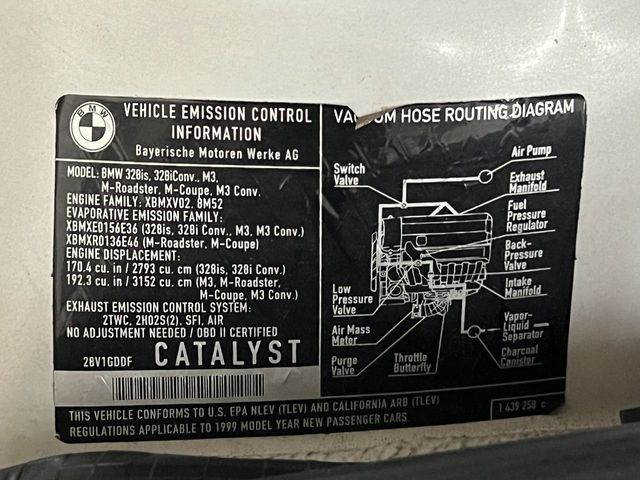 BMW
VEHICLE EMISSION CONTROL
INFORMATION
Bayerische Motoren Werke AG
MODEL: BMW 328is, 328iConv., M3,
M-Roadster, M-Coupe, M3 Conv.
ENGINE FAMILY: XBMXV02. 8M52
EVAPORATIVE EMISSION FAMILY:
XBMXE0156E36 (328is, 328i Conv., M3, M3 Conv.)
XBMXR0136E46 (M-Roadster, M-Coupe)
ENGINE DISPLACEMENT:
170.4 cu. in / 2793 cu. cm (328is, 328i Conv.)
192.3 cu. in / 3152 cu. cm (M3, M-Roadster,
M-Coupe, M3 Conv.)
EXHAUST EMISSION CONTROL SYSTEM:
2TWC, 2HO2S(2), SFI, AIR
NO ADJUSTMENT NEEDED / OBD II CERTIFIED
28V1GDDF CATALYST
HOSE ROUTING DIAGRAM
Air Pump
Switch
Valve
Exhaust
Manifold
Fuel
Pressure
Regulator
Back-
Pressure
Valve
Intake
Manifold
Low
Pressure
Valve
Air Mass
Meter
Purge
Valve
Throttle
Butterfly
Vapor-
Liquid
Separator
Charcoal
Canister
THIS VEHICLE CONFORMS TO U.S. EPA NLEV (TLEV) AND CALIFORNIA ARB (TLEV)
REGULATIONS APPLICABLE TO 1999 MODEL YEAR NEW PASSENGER CARS
1 439 258 c